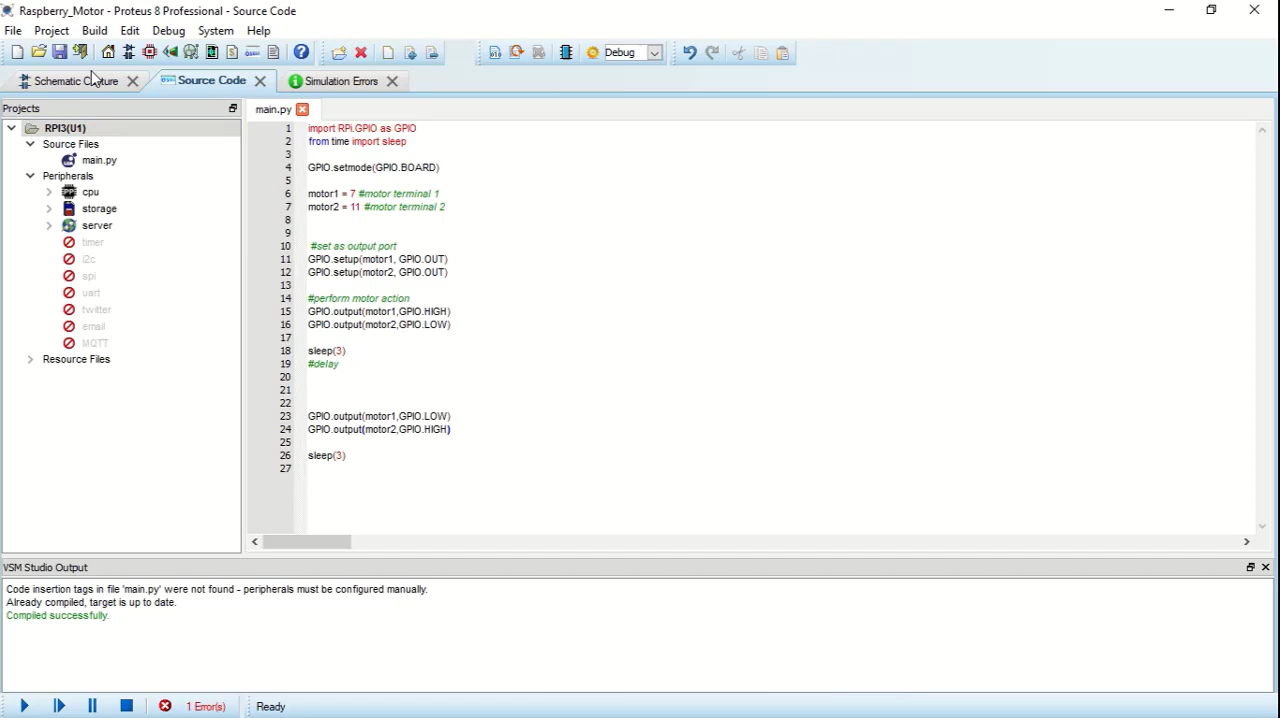 Raspberry_Motor - Proteus 8 Professional - Source Code
File Project Build Edit Debug System Help
Debug
Schematic Capture Source Code Simulation Errors
Projects
RPI3(U1)
Source Files
main.py
Peripherals
cpu
storage
server
timer
i2c
spi
uart
twitter
email
MQTT
Resource Files
main.py
1 import RPi.GPIO as GPIO
2 from time import sleep
3
4 GPIO.setmode(GPIO.BOARD)
5
6 motor1 = 7 #motor terminal 1
7 motor2 = 11 #motor terminal 2
8
9
10 #set as output port
11 GPIO.setup(motor1, GPIO.OUT)
12 GPIO.setup(motor2, GPIO.OUT)
13
14 #perform motor action
15 GPIO.output(motor1,GPIO.HIGH)
16 GPIO.output(motor2,GPIO.LOW)
17
18 sleep(3)
19 #delay
20
21
22
23 GPIO.output(motor1,GPIO.LOW)
24 GPIO.output(motor2,GPIO.HIGH)
25
26 sleep(3)
27
VSM Studio Output
Code insertion tags in file 'main.py' were not found - peripherals must be configured manually.
Already compiled, target is up to date.
Compiled successfully.
1 Error(s) Ready